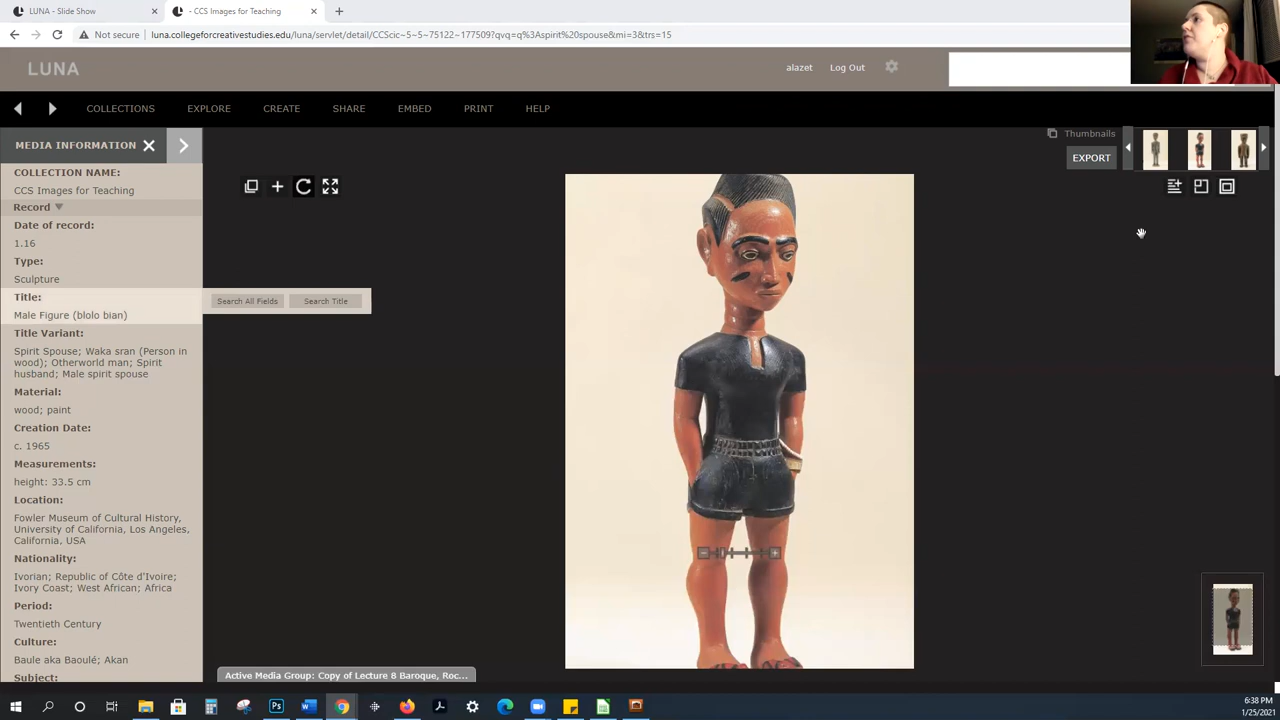 LUNA - Slide Show
- CCS Images for Teaching
Not secure
luna.collegeforcreativestudies.edu/luna/servlet/detail/CCScic~5~5~75122~177509?qvq=q%3Aspirit%20spouse&mi=3&trs=15
LUNA
alazet
Log Out
COLLECTIONS
EXPLORE
CREATE
SHARE
EMBED
PRINT
HELP
Thumbnails
EXPORT
MEDIA INFORMATION
COLLECTION NAME:
CCS Images for Teaching
Record
Date of record:
1.16
Type:
Sculpture
Title:
Male Figure (blolo bian)
Search All Fields
Search Title
Title Variant:
Spirit Spouse; Waka sran (Person in
wood); Otherworld man; Spirit
husband; Male spirit spouse
Material:
wood; paint
Creation Date:
c. 1965
Measurements:
height: 33.5 cm
Location:
Fowler Museum of Cultural History,
University of California, Los Angeles,
California, USA
Nationality:
Ivorian; Republic of Côte d'Ivoire;
Ivory Coast; West African; Africa
Period:
Twentieth Century
Culture:
Baule aka Baoulé; Akan
Subject:
Active Media Group: Copy of Lecture 8 Baroque, Roc...
6:38 PM
1/25/2021